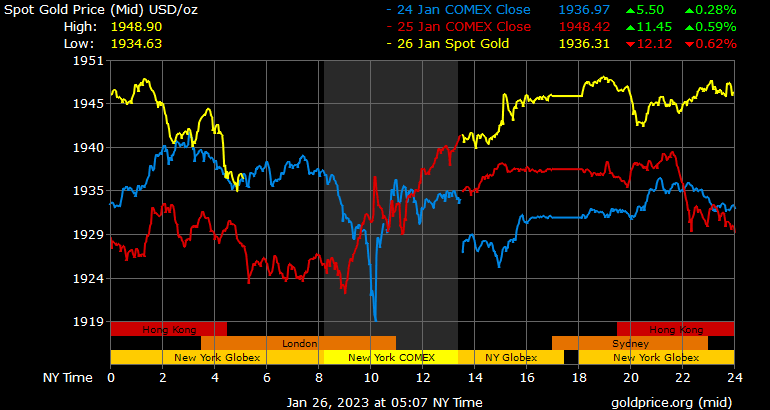 Spot Gold Price (Mid) USD/oz - 24 Jan COMEX Close 1936.97 ▲5.50 ▲0.28%
High: 1948.90 - 25 Jan COMEX Close 1948.42 ▲11.45 ▲0.59%
Low: 1934.63 - 26 Jan Spot Gold 1936.31 ▼12.12 ▼0.62%
1951
1945
1940
1935
1929
1924
1919
Hong Kong Hong Kong
London Sydney
New York Globex New York COMEX NY Globex New York Globex
NY Time 0 2 4 6 8 10 12 14 16 18 20 22 24
Jan 26, 2023 at 05:07 NY Time goldprice.org (mid)